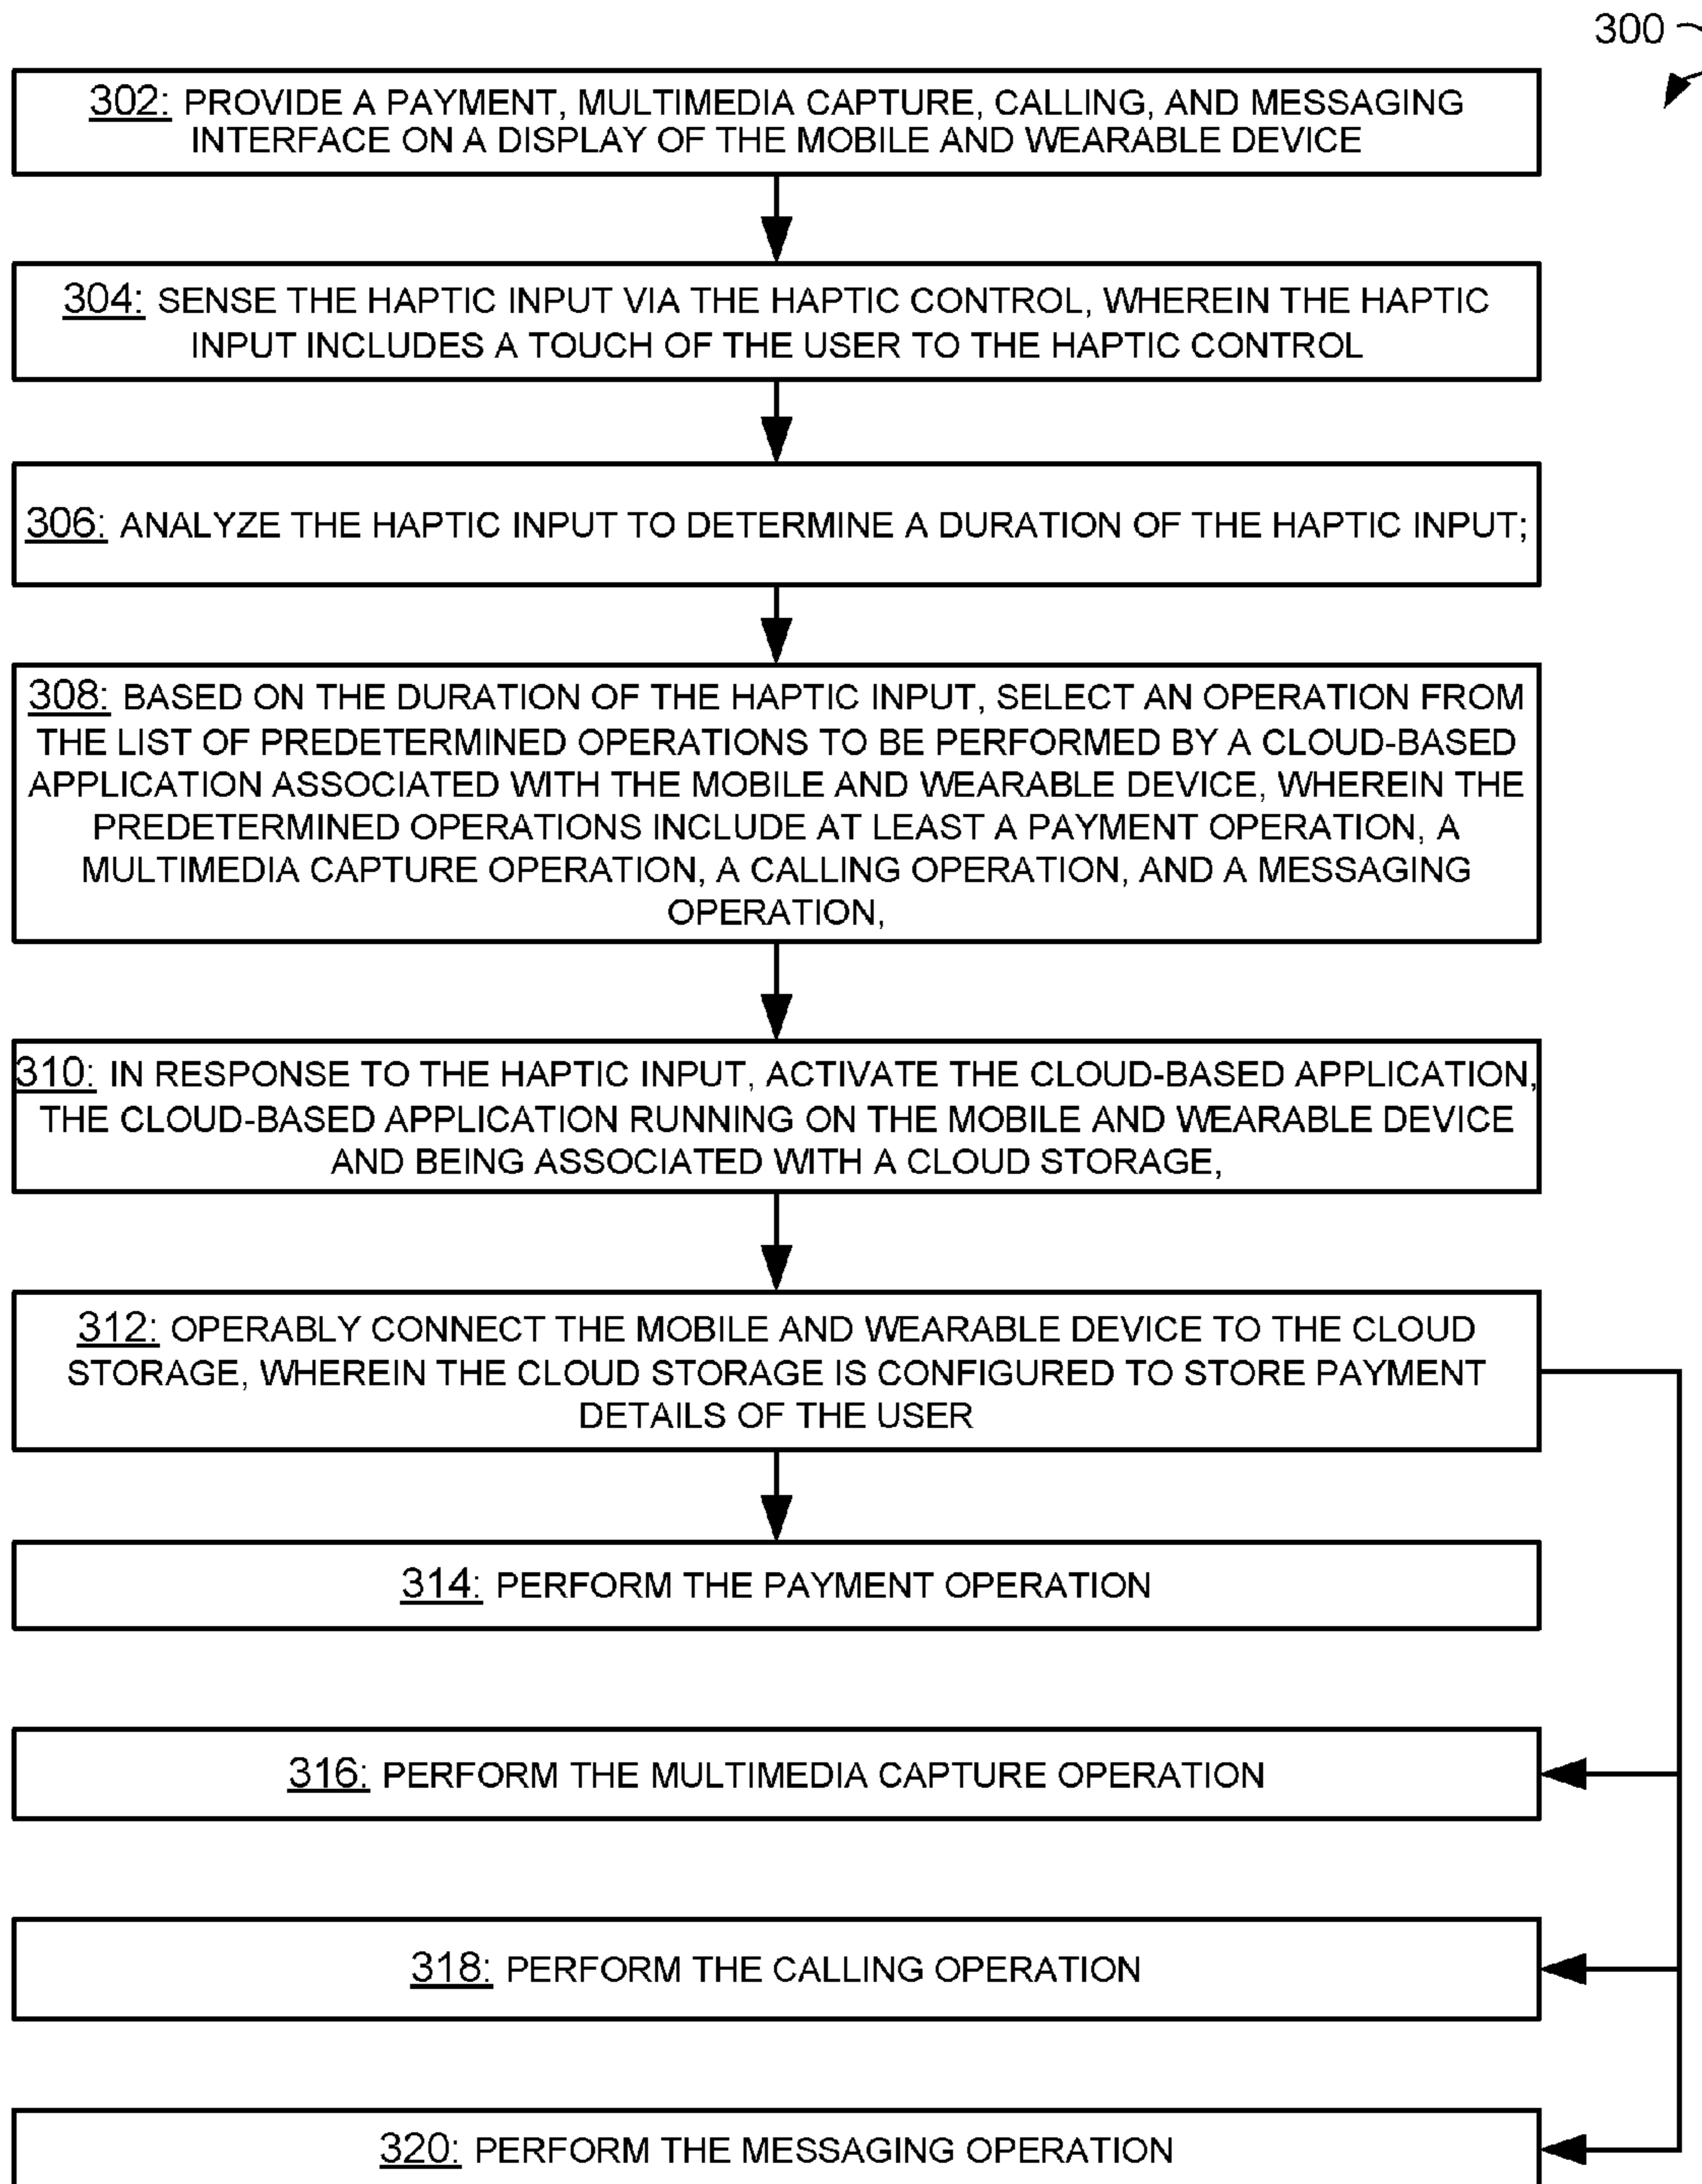 300
302: PROVIDE A PAYMENT, MULTIMEDIA CAPTURE, CALLING, AND MESSAGING
INTERFACE ON A DISPLAY OF THE MOBILE AND WEARABLE DEVICE
304: SENSE THE HAPTIC INPUT VIA THE HAPTIC CONTROL, WHEREIN THE HAPTIC
INPUT INCLUDES A TOUCH OF THE USER TO THE HAPTIC CONTROL
306: ANALYZE THE HAPTIC INPUT TO DETERMINE A DURATION OF THE HAPTIC INPUT;
308: BASED ON THE DURATION OF THE HAPTIC INPUT, SELECT AN OPERATION FROM
THE LIST OF PREDETERMINED OPERATIONS TO BE PERFORMED BY A CLOUD-BASED
APPLICATION ASSOCIATED WITH THE MOBILE AND WEARABLE DEVICE, WHEREIN THE
PREDETERMINED OPERATIONS INCLUDE AT LEAST A PAYMENT OPERATION, A
MULTIMEDIA CAPTURE OPERATION, A CALLING OPERATION, AND A MESSAGING
OPERATION,
310: IN RESPONSE TO THE HAPTIC INPUT, ACTIVATE THE CLOUD-BASED APPLICATION,
THE CLOUD-BASED APPLICATION RUNNING ON THE MOBILE AND WEARABLE DEVICE
AND BEING ASSOCIATED WITH A CLOUD STORAGE,
312: OPERABLY CONNECT THE MOBILE AND WEARABLE DEVICE TO THE CLOUD
STORAGE, WHEREIN THE CLOUD STORAGE IS CONFIGURED TO STORE PAYMENT
DETAILS OF THE USER
314: PERFORM THE PAYMENT OPERATION
316: PERFORM THE MULTIMEDIA CAPTURE OPERATION
318: PERFORM THE CALLING OPERATION
320: PERFORM THE MESSAGING OPERATION